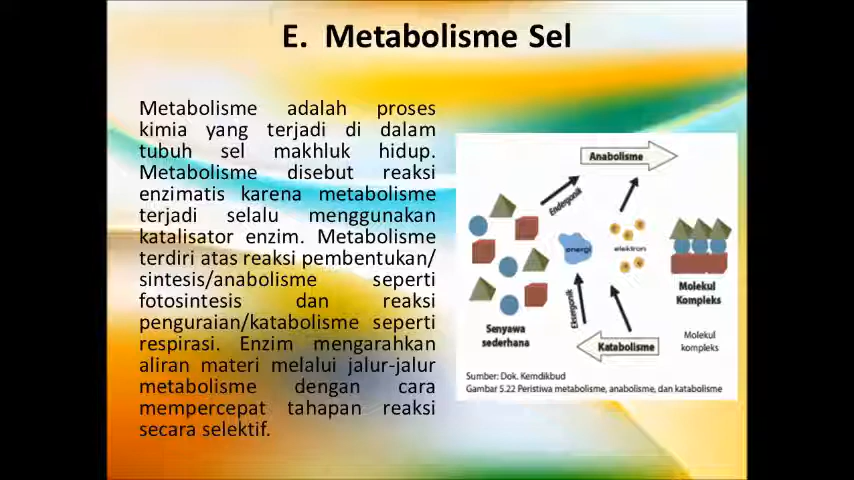 E. Metabolisme Sel
Metabolisme adalah proses
kimia yang terjadi di dalam
tubuh sel makhluk hidup.
Metabolisme disebut reaksi
enzimatis karena metabolisme
terjadi selalu menggunakan
katalisator enzim. Metabolisme
terdiri atas reaksi pembentukan/
sintesis/anabolisme seperti
fotosintesis dan reaksi
penguraian/katabolisme seperti
respirasi. Enzim mengarahkan
aliran materi melalui jalur-jalur
metabolisme dengan cara
mempercepat tahapan reaksi
secara selektif.
Anabolisme
Endergonik
energi
elektron
Molekul
Kompleks
Eksergonik
Senyawa
sederhana
Katabolisme
Molekul
kompleks
Sumber: Dok. Kemdikbud
Gambar 5.22 Peristiwa metabolisme, anabolisme, dan katabolisme